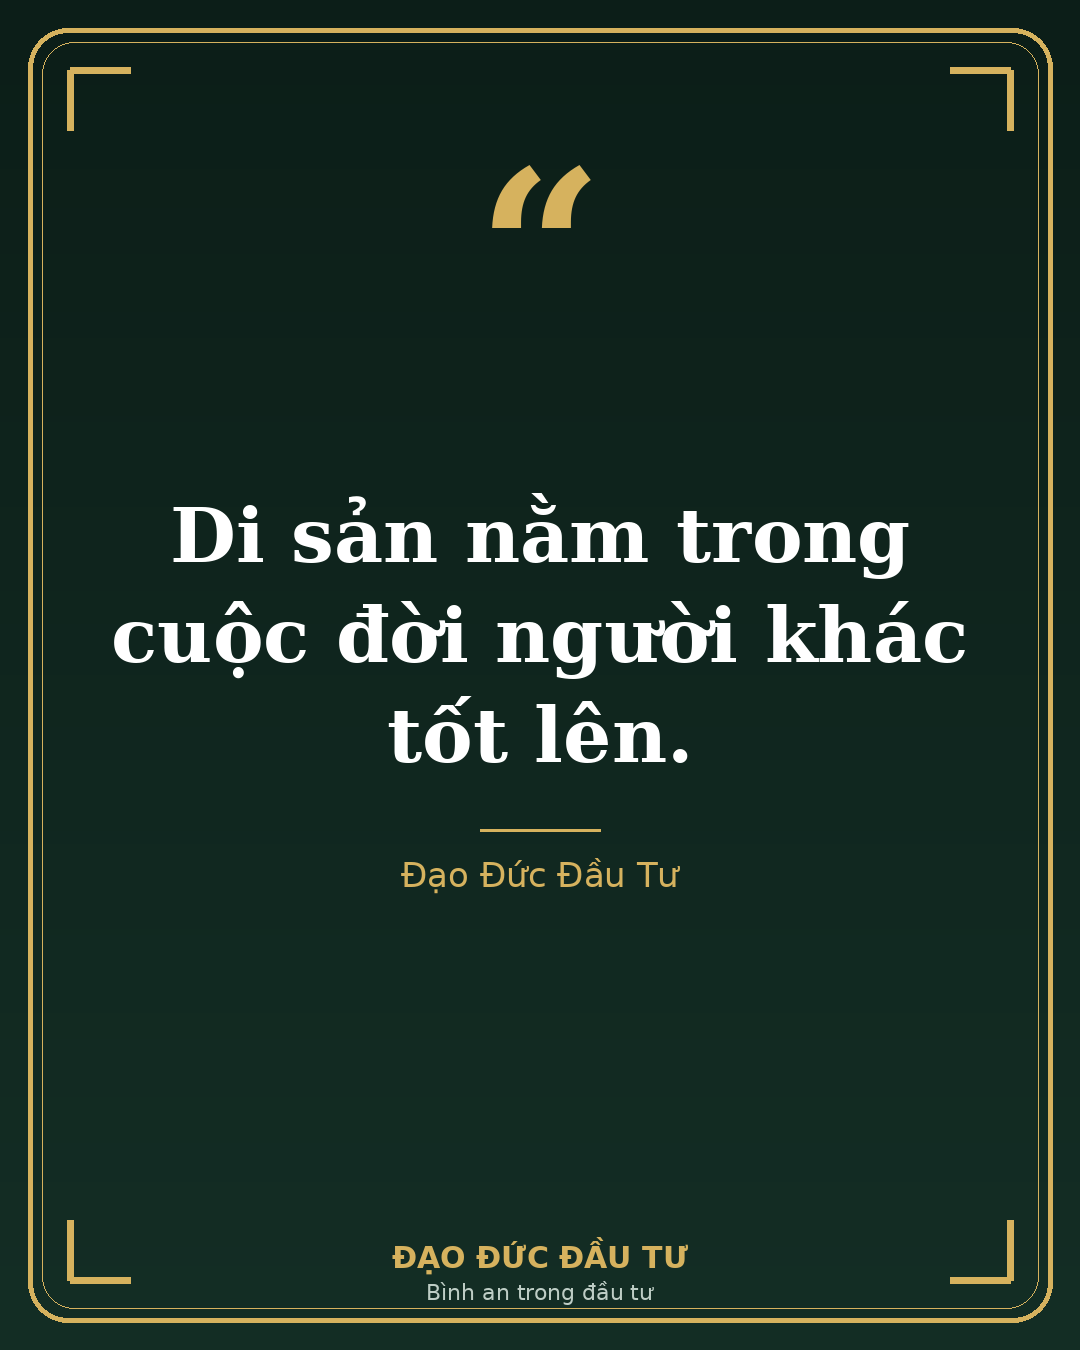 “
Di sản nằm trong
cuộc đời người khác
tốt lên.
Đạo Đức Đầu Tư
ĐẠO ĐỨC ĐẦU TƯ
Bình an trong đầu tư